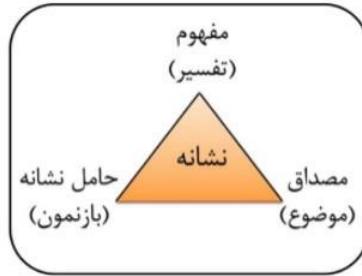 مفهوم
(تفسیر)
نشانه
مصداق
(موضوع)
حامل نشانه
(بازنمون)